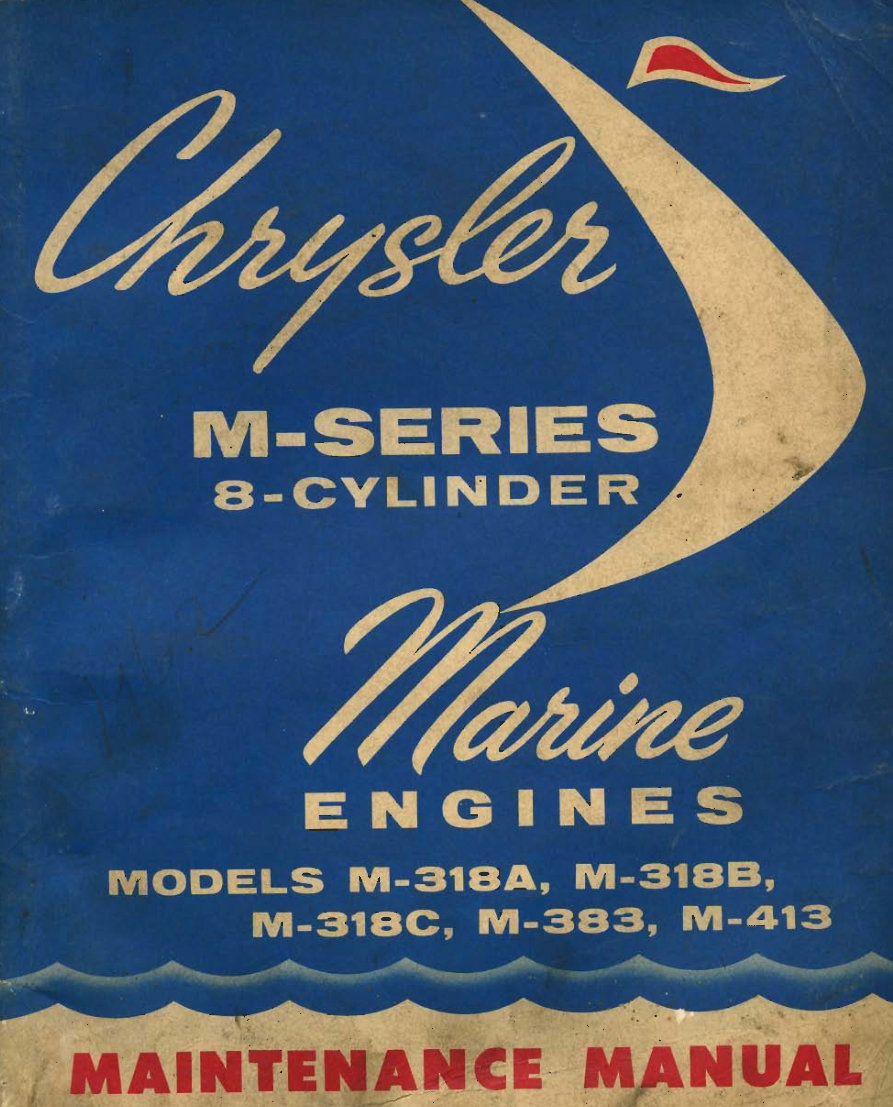 Chrysler
M-SERIES
8-CYLINDER
Marine
ENGINES
MODELS M-318A, M-318B,
M-318C, M-383, M-413
MAINTENANCE MANUAL